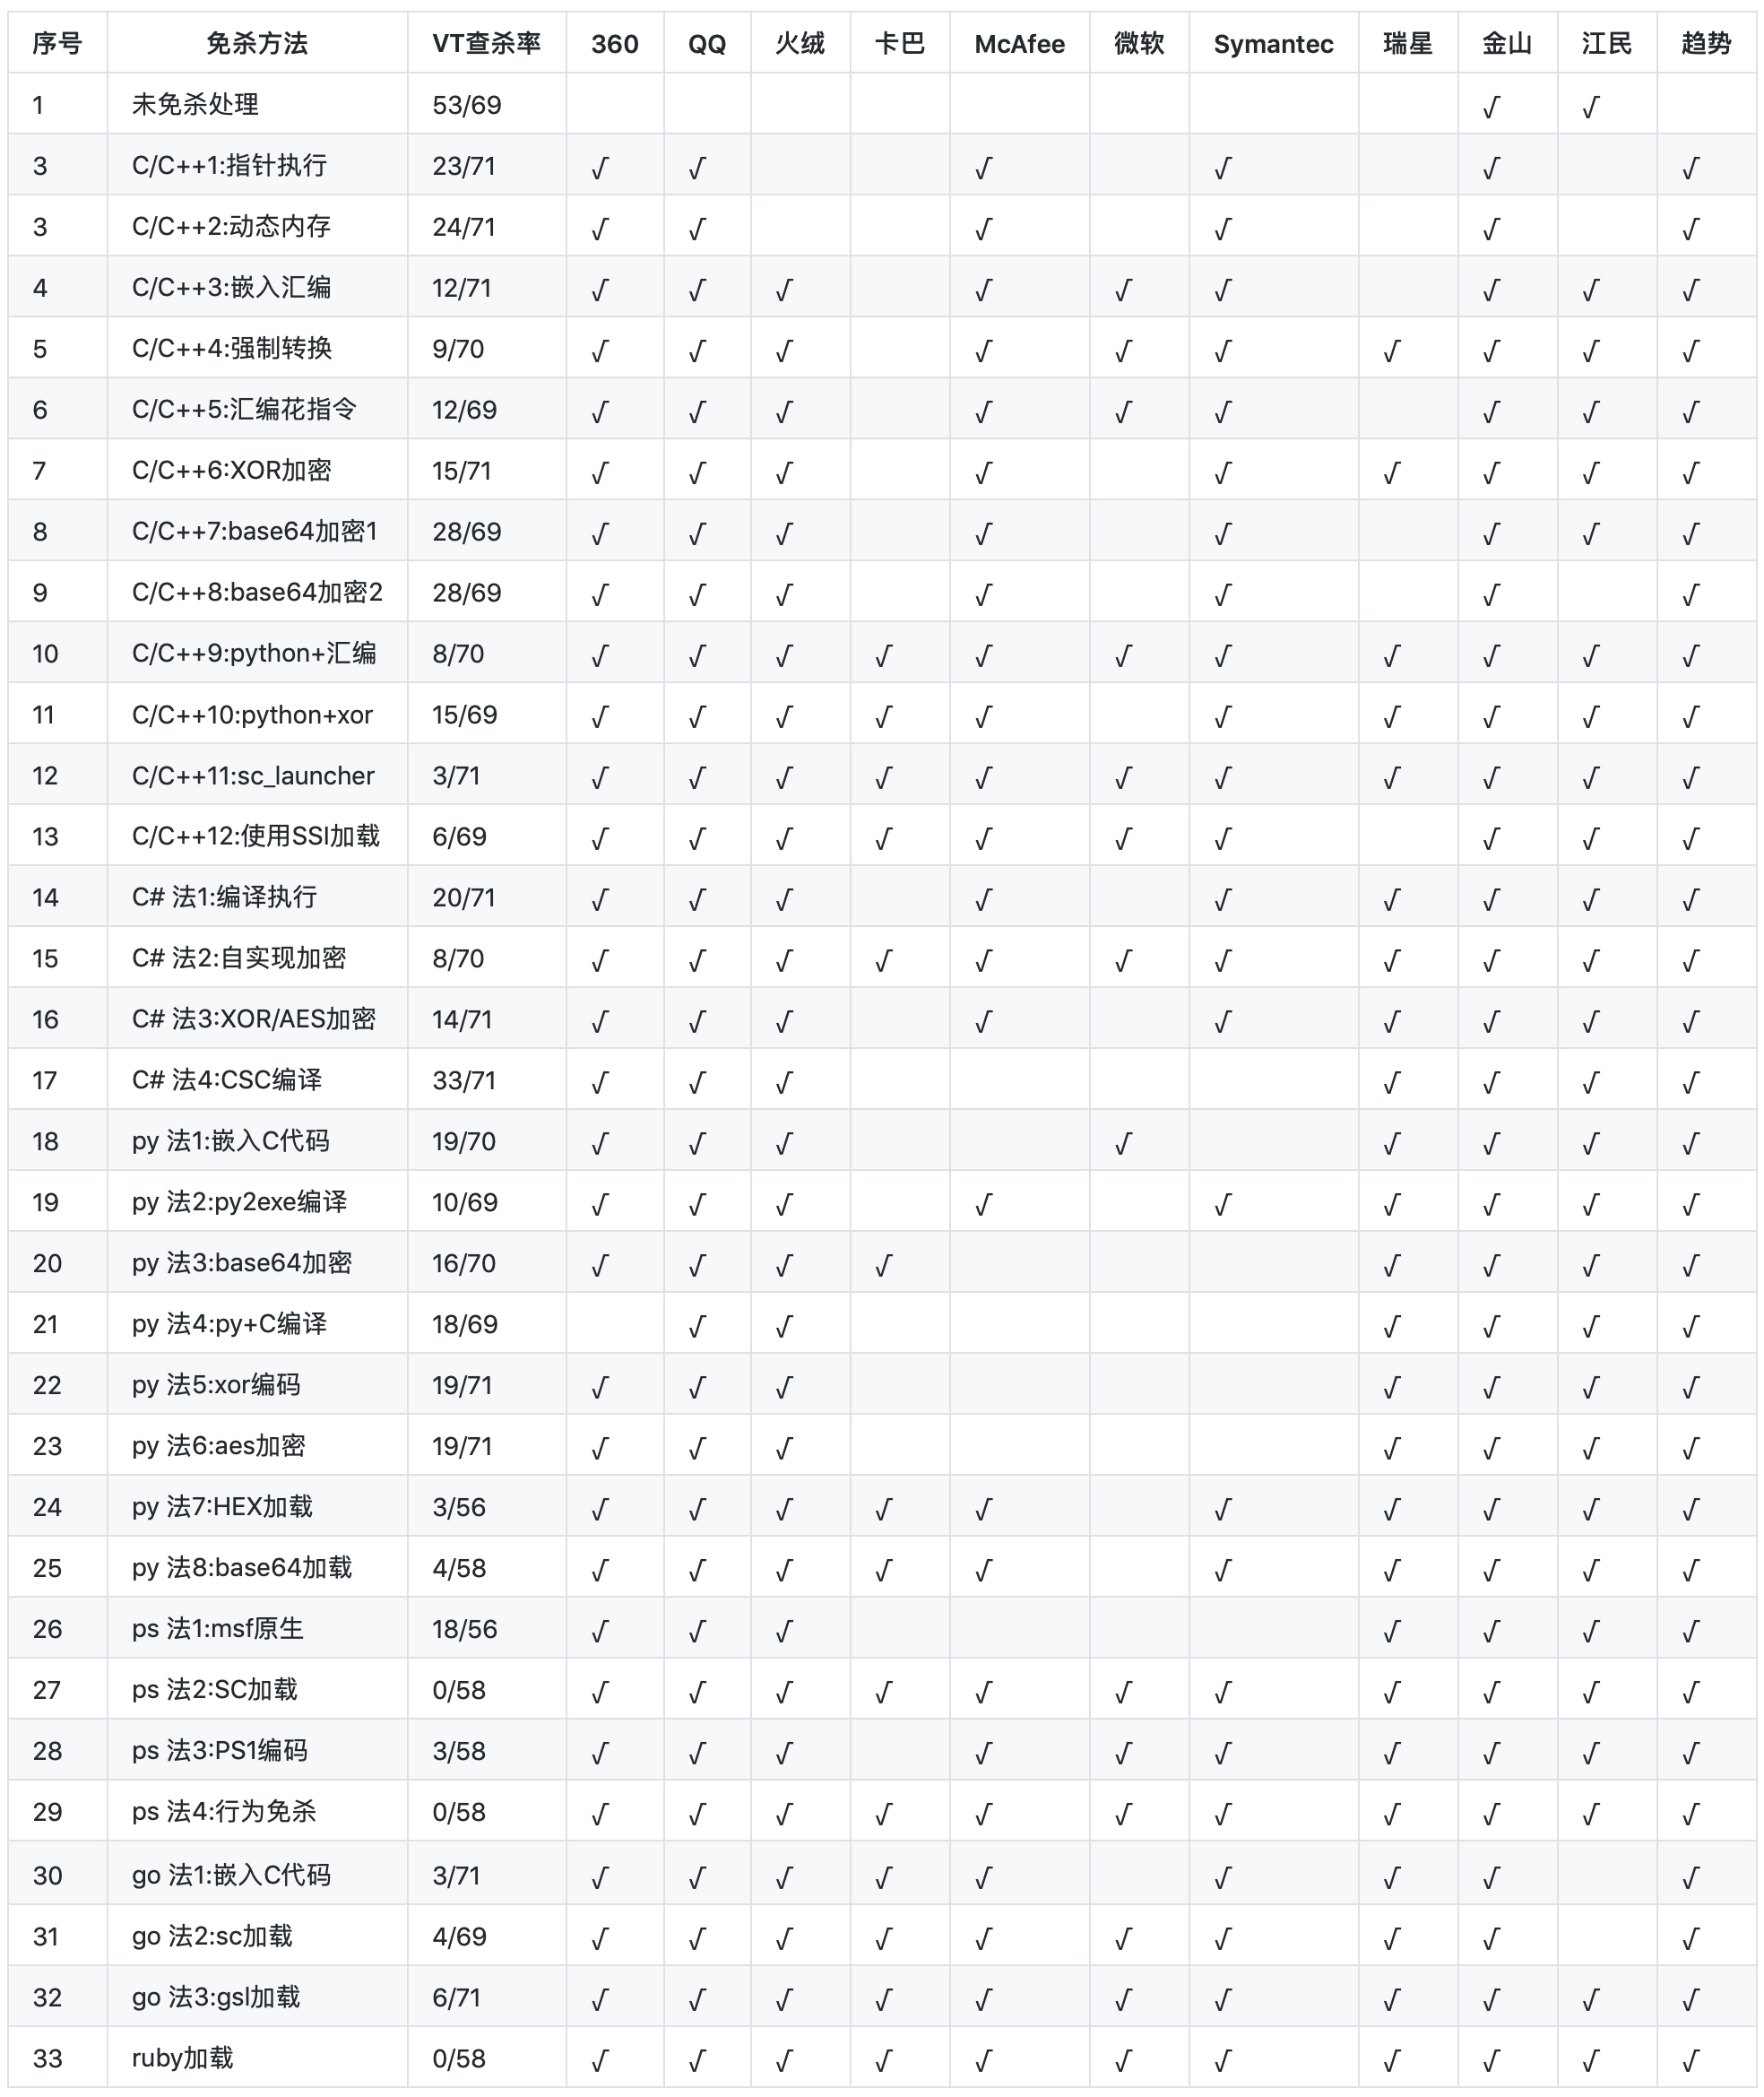 序号 免杀方法 VT查杀率 360 QQ 火绒 卡巴 McAfee 微软 Symantec 瑞星 金山 江民 趋势
1 未免杀处理 53/69 √ √
3 C/C++1:指针执行 23/71 √ √ √ √ √ √
3 C/C++2:动态内存 24/71 √ √ √ √ √ √
4 C/C++3:嵌入汇编 12/71 √ √ √ √ √ √ √ √ √
5 C/C++4:强制转换 9/70 √ √ √ √ √ √ √ √ √ √
6 C/C++5:汇编花指令 12/69 √ √ √ √ √ √ √ √ √
7 C/C++6:XOR加密 15/71 √ √ √ √ √ √ √ √ √
8 C/C++7:base64加密1 28/69 √ √ √ √ √ √ √ √
9 C/C++8:base64加密2 28/69 √ √ √ √ √ √ √
10 C/C++9:python+汇编 8/70 √ √ √ √ √ √ √ √ √ √ √
11 C/C++10:python+xor 15/69 √ √ √ √ √ √ √ √ √ √
12 C/C++11:sc_launcher 3/71 √ √ √ √ √ √ √ √ √ √ √
13 C/C++12:使用SSI加载 6/69 √ √ √ √ √ √ √ √ √ √
14 C# 法1:编译执行 20/71 √ √ √ √ √ √ √ √ √
15 C# 法2:自实现加密 8/70 √ √ √ √ √ √ √ √ √ √ √
16 C# 法3:XOR/AES加密 14/71 √ √ √ √ √ √ √ √ √
17 C# 法4:CSC编译 33/71 √ √ √ √ √ √ √
18 py 法1:嵌入C代码 19/70 √ √ √ √ √ √ √ √
19 py 法2:py2exe编译 10/69 √ √ √ √ √ √ √ √ √
20 py 法3:base64加密 16/70 √ √ √ √ √ √ √ √
21 py 法4:py+C编译 18/69 √ √ √ √ √ √
22 py 法5:xor编码 19/71 √ √ √ √ √ √ √
23 py 法6:aes加密 19/71 √ √ √ √ √ √ √
24 py 法7:HEX加载 3/56 √ √ √ √ √ √ √ √ √ √
25 py 法8:base64加载 4/58 √ √ √ √ √ √ √ √ √ √
26 ps 法1:msf原生 18/56 √ √ √ √ √ √ √
27 ps 法2:SC加载 0/58 √ √ √ √ √ √ √ √ √ √ √
28 ps 法3:PS1编码 3/58 √ √ √ √ √ √ √ √ √ √
29 ps 法4:行为免杀 0/58 √ √ √ √ √ √ √ √ √ √ √
30 go 法1:嵌入C代码 3/71 √ √ √ √ √ √ √ √ √
31 go 法2:sc加载 4/69 √ √ √ √ √ √ √ √ √ √
32 go 法3:gsl加载 6/71 √ √ √ √ √ √ √ √ √ √ √
33 ruby加载 0/58 √ √ √ √ √ √ √ √ √ √ √